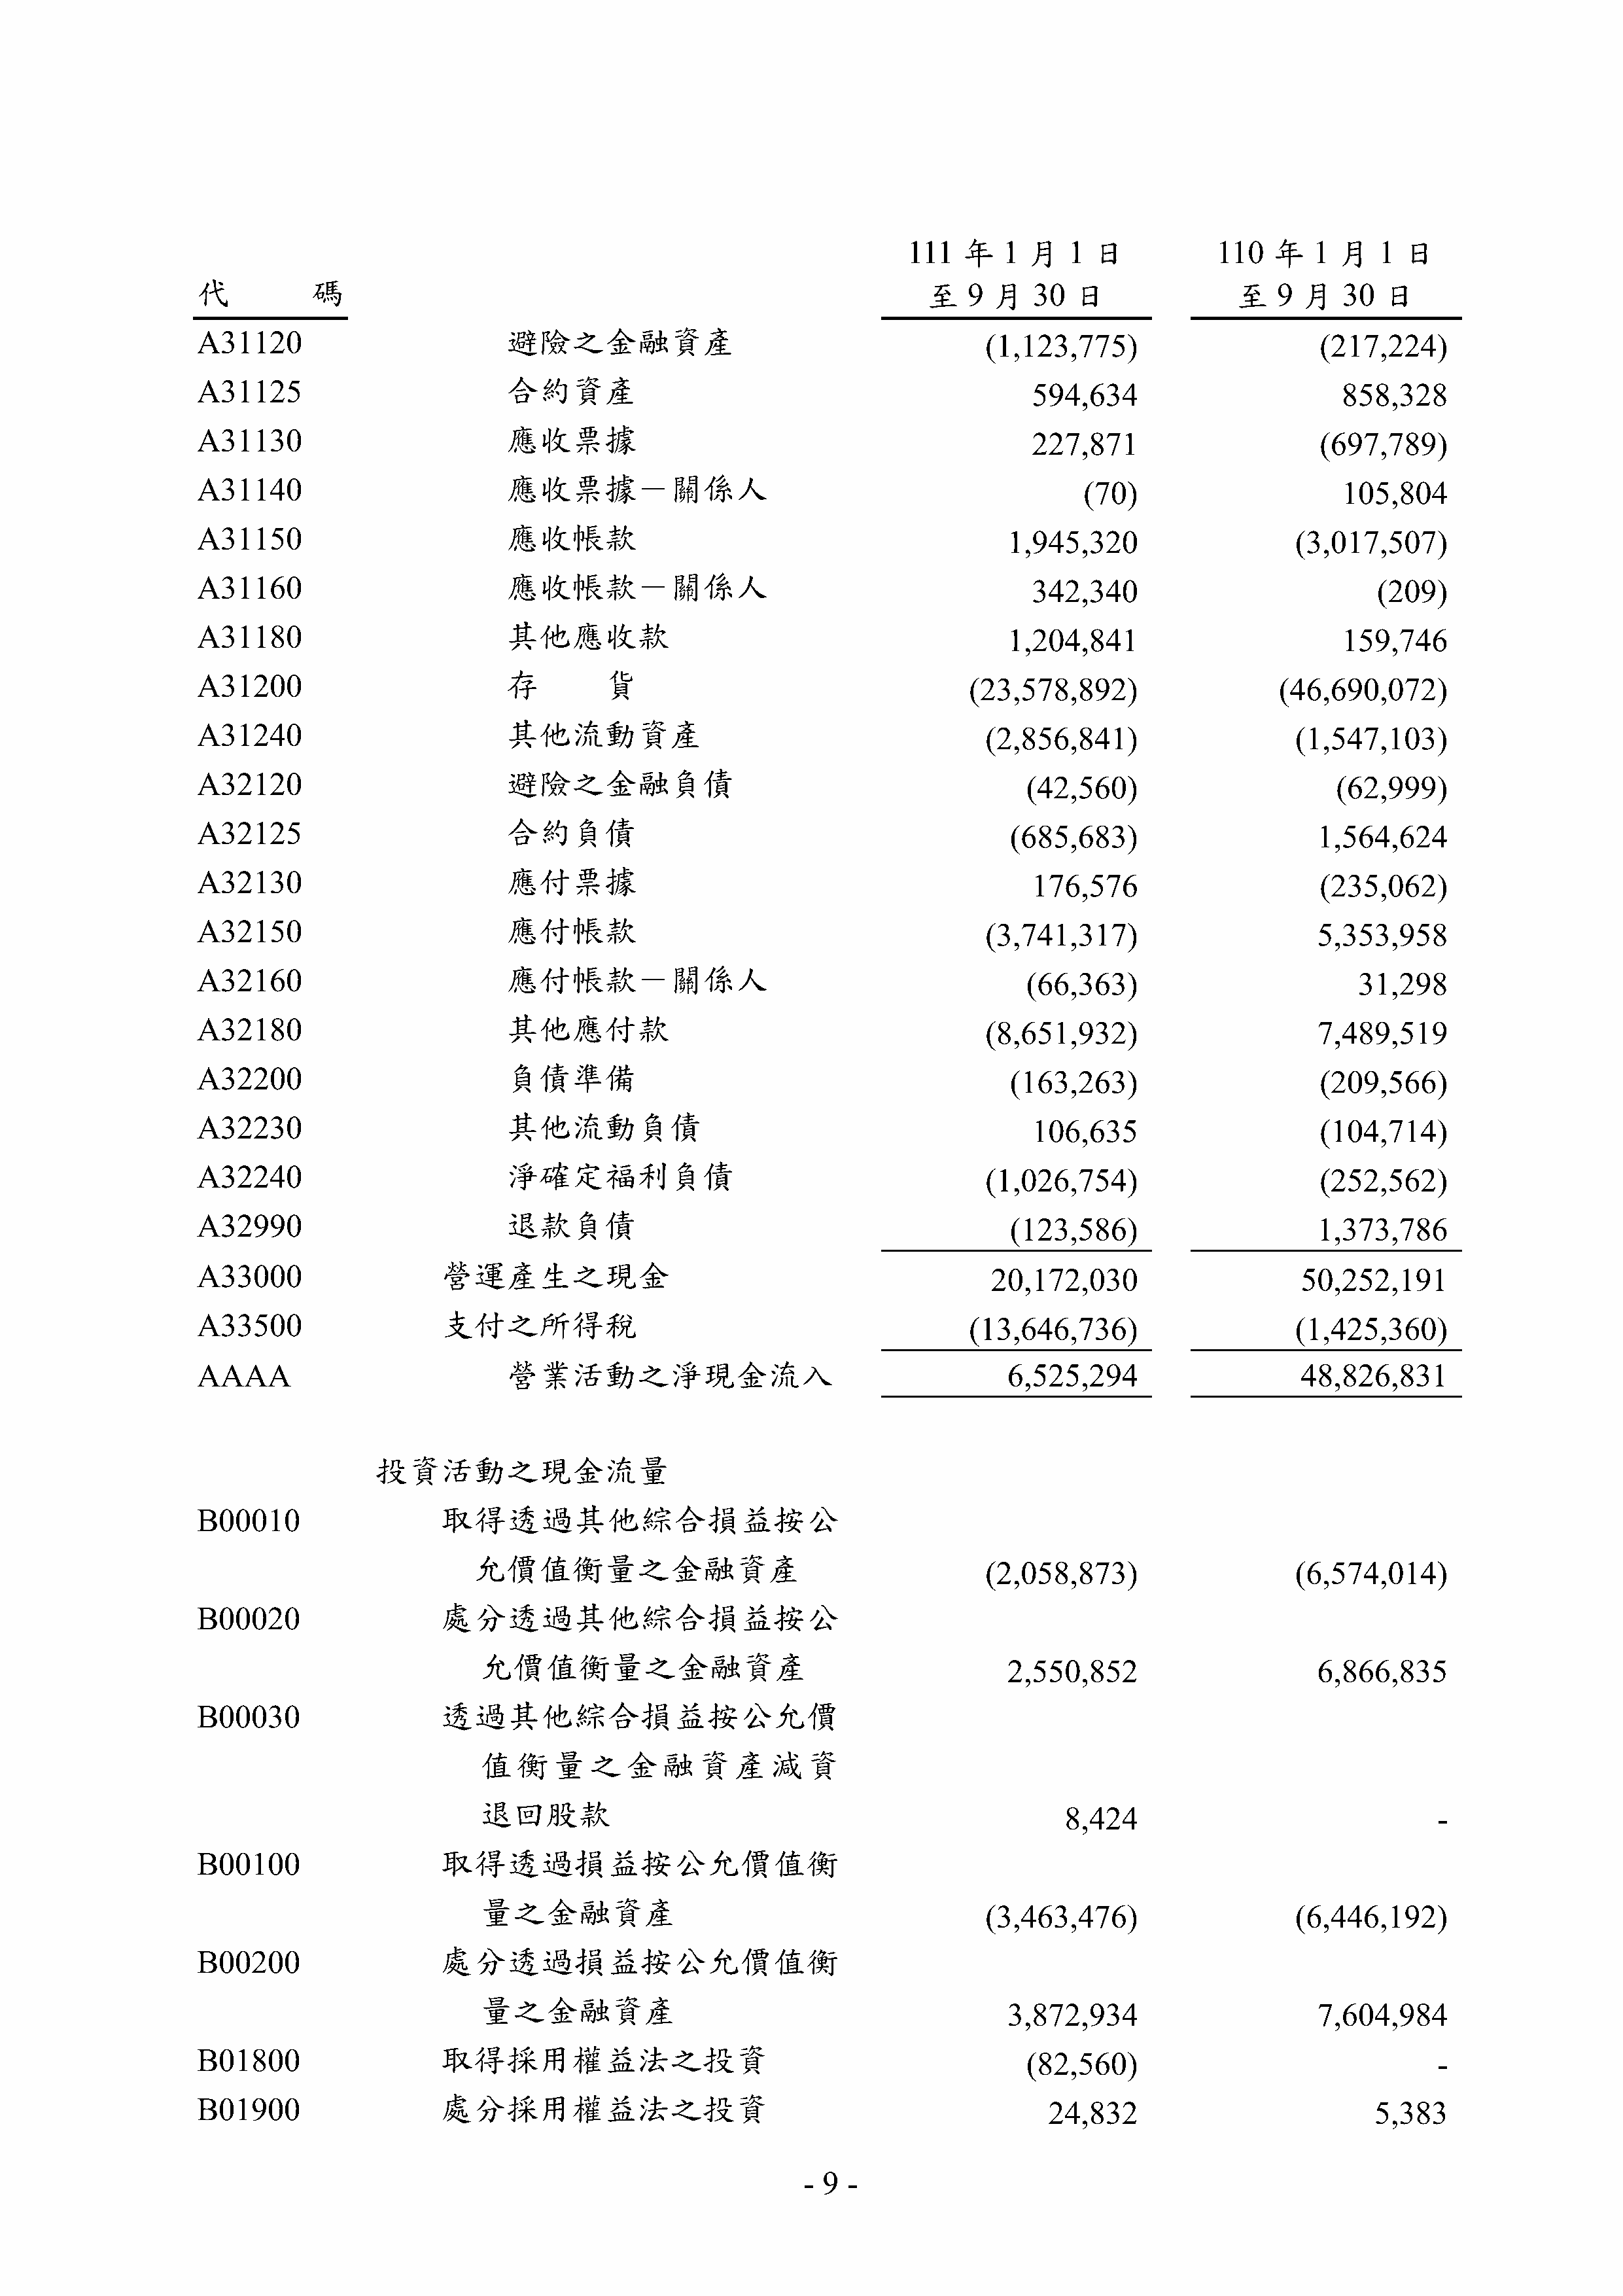 111 年 1 月 1 日 110 年 1 月 1 日
代 碼 至 9 月 30 日 至 9 月 30 日
A31120 避險之金融資產 (1,123,775) (217,224)
A31125 合約資產 594,634 858,328
A31130 應收票據 227,871 (697,789)
A31140 應收票據－關係人 (70) 105,804
A31150 應收帳款 1,945,320 (3,017,507)
A31160 應收帳款－關係人 342,340 (209)
A31180 其他應收款 1,204,841 159,746
A31200 存 貨 (23,578,892) (46,690,072)
A31240 其他流動資產 (2,856,841) (1,547,103)
A32120 避險之金融負債 (42,560) (62,999)
A32125 合約負債 (685,683) 1,564,624
A32130 應付票據 176,576 (235,062)
A32150 應付帳款 (3,741,317) 5,353,958
A32160 應付帳款－關係人 (66,363) 31,298
A32180 其他應付款 (8,651,932) 7,489,519
A32200 負債準備 (163,263) (209,566)
A32230 其他流動負債 106,635 (104,714)
A32240 淨確定福利負債 (1,026,754) (252,562)
A32990 退款負債 (123,586) 1,373,786
A33000 營運產生之現金 20,172,030 50,252,191
A33500 支付之所得稅 (13,646,736) (1,425,360)
AAAA 營業活動之淨現金流入 6,525,294 48,826,831
投資活動之現金流量
B00010 取得透過其他綜合損益按公
允價值衡量之金融資產 (2,058,873) (6,574,014)
B00020 處分透過其他綜合損益按公
允價值衡量之金融資產 2,550,852 6,866,835
B00030 透過其他綜合損益按公允價
值衡量之金融資產減資
退回股款 8,424 -
B00100 取得透過損益按公允價值衡
量之金融資產 (3,463,476) (6,446,192)
B00200 處分透過損益按公允價值衡
量之金融資產 3,872,934 7,604,984
B01800 取得採用權益法之投資 (82,560) -
B01900 處分採用權益法之投資 24,832 5,383
- 9 -